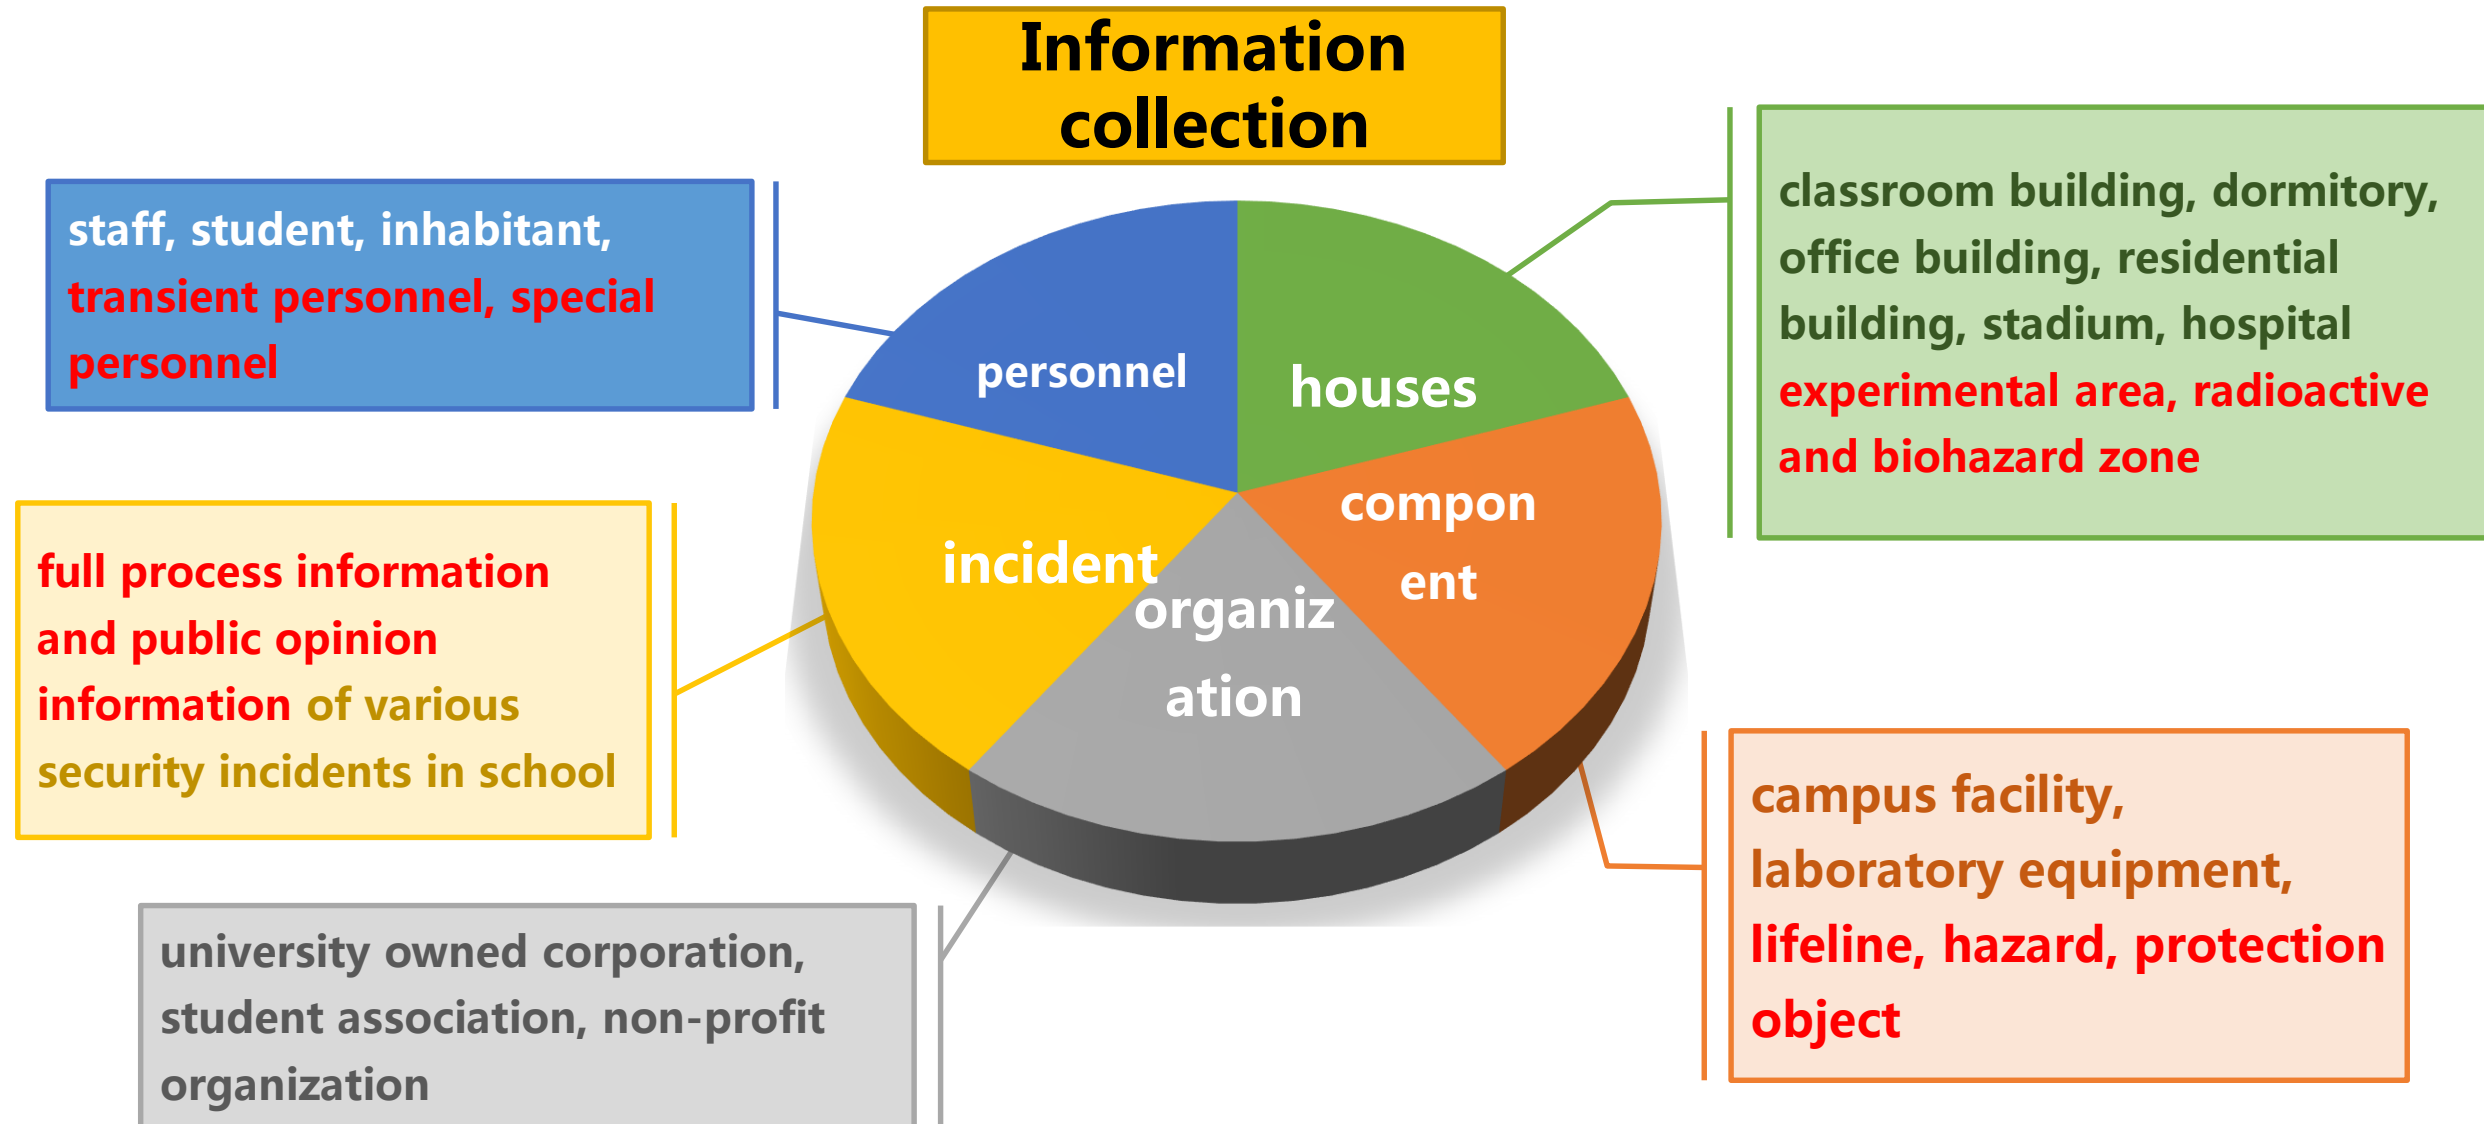 Information
collection
staff, student, inhabitant,
transient personnel, special
personnel
classroom building, dormitory,
office building, residential
building, stadium, hospital
experimental area, radioactive
and biohazard zone
personnel
houses
compon
ent
incident
organiz
ation
full process information
and public opinion
information of various
security incidents in school
campus facility,
laboratory equipment,
lifeline, hazard, protection
object
university owned corporation,
student association, non-profit
organization